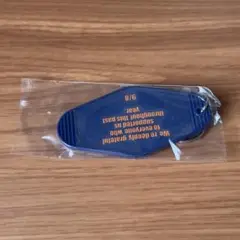 We're deeply grateful
to everyone who
supported us
throughout this past
year